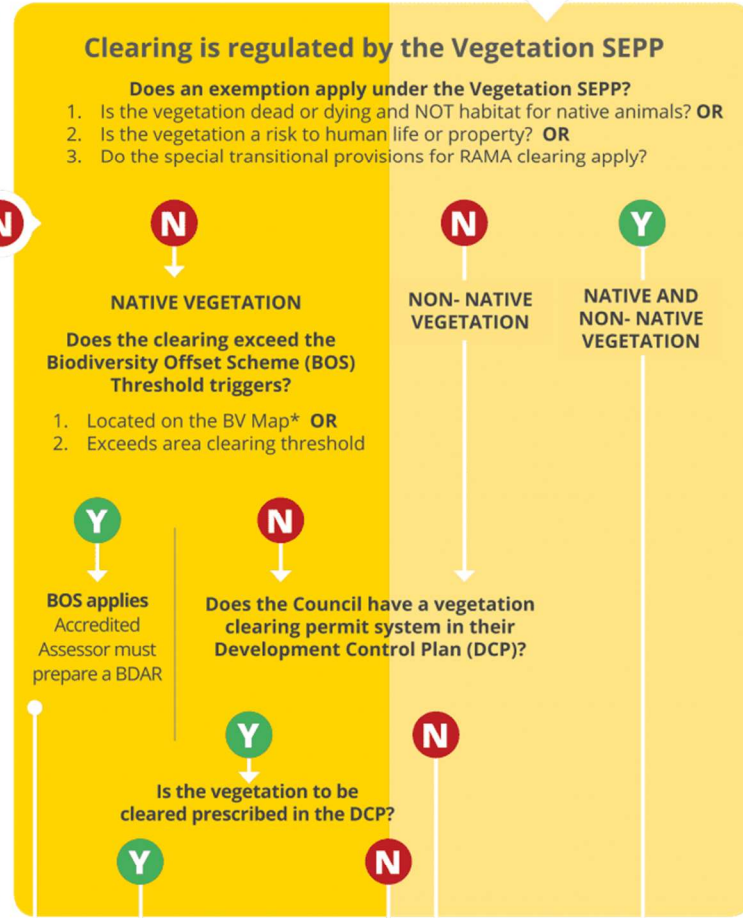 Clearing is regulated by the Vegetation SEPP
Does an exemption apply under the Vegetation SEPP?
1. Is the vegetation dead or dying and NOT habitat for native animals? OR
2. Is the vegetation a risk to human life or property? OR
3. Do the special transitional provisions for RAMA clearing apply?
N
N
N
Y
NATIVE VEGETATION
Does the clearing exceed the
Biodiversity Offset Scheme (BOS)
Threshold triggers?
1. Located on the BV Map* OR
2. Exceeds area clearing threshold
NON- NATIVE
VEGETATION
NATIVE AND
NON- NATIVE
VEGETATION
Y
N
BOS applies
Accredited
Assessor must
prepare a BDAR
Does the Council have a vegetation
clearing permit system in their
Development Control Plan (DCP)?
Y
N
Is the vegetation to be
cleared prescribed in the DCP?
Y
N